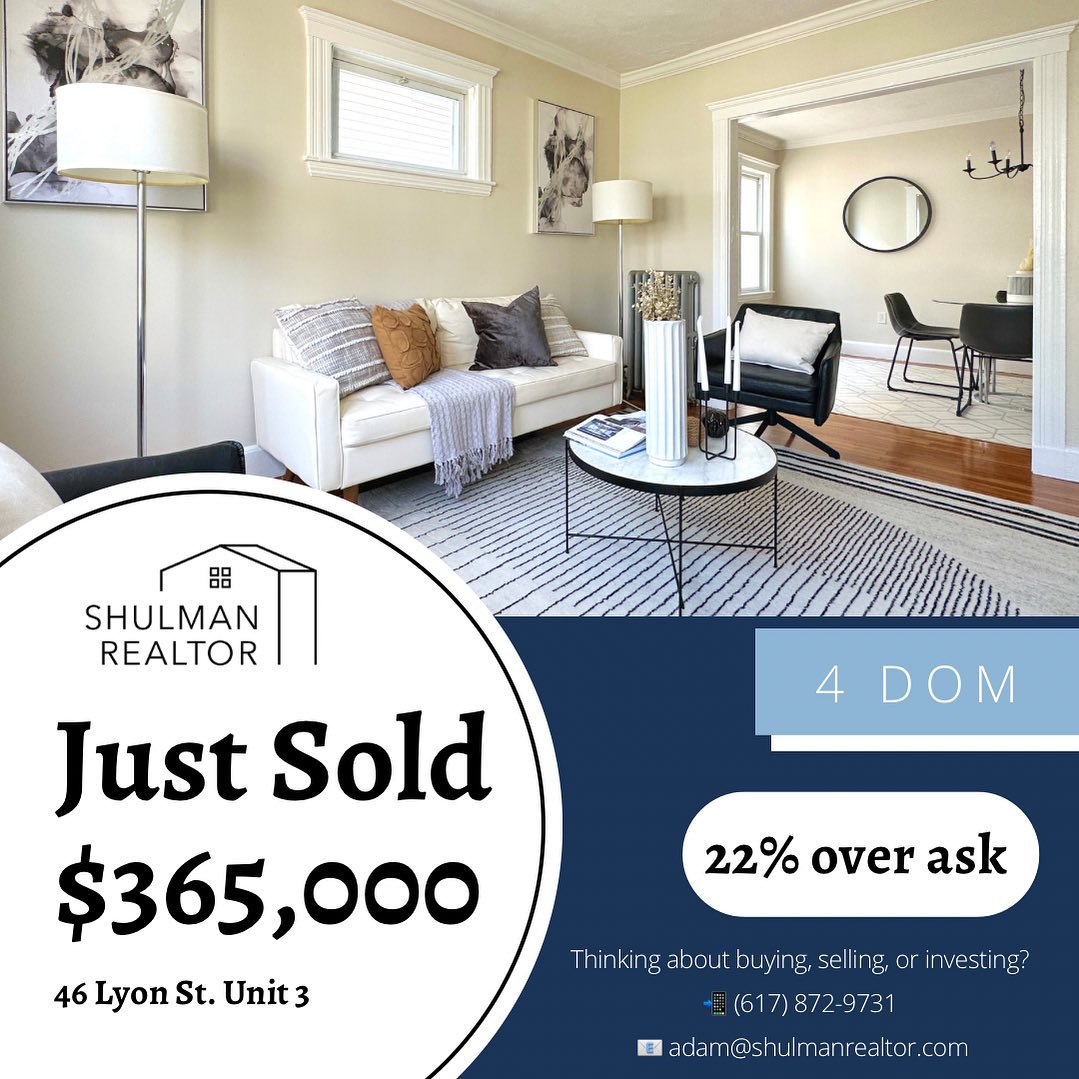 SHULMAN
REALTOR
Just Sold
$365,000
46 Lyon St. Unit 3
4 DOM
22% over ask
Thinking about buying, selling, or investing?
📲 (617) 872-9731
📧 adam@shulmanrealtor.com